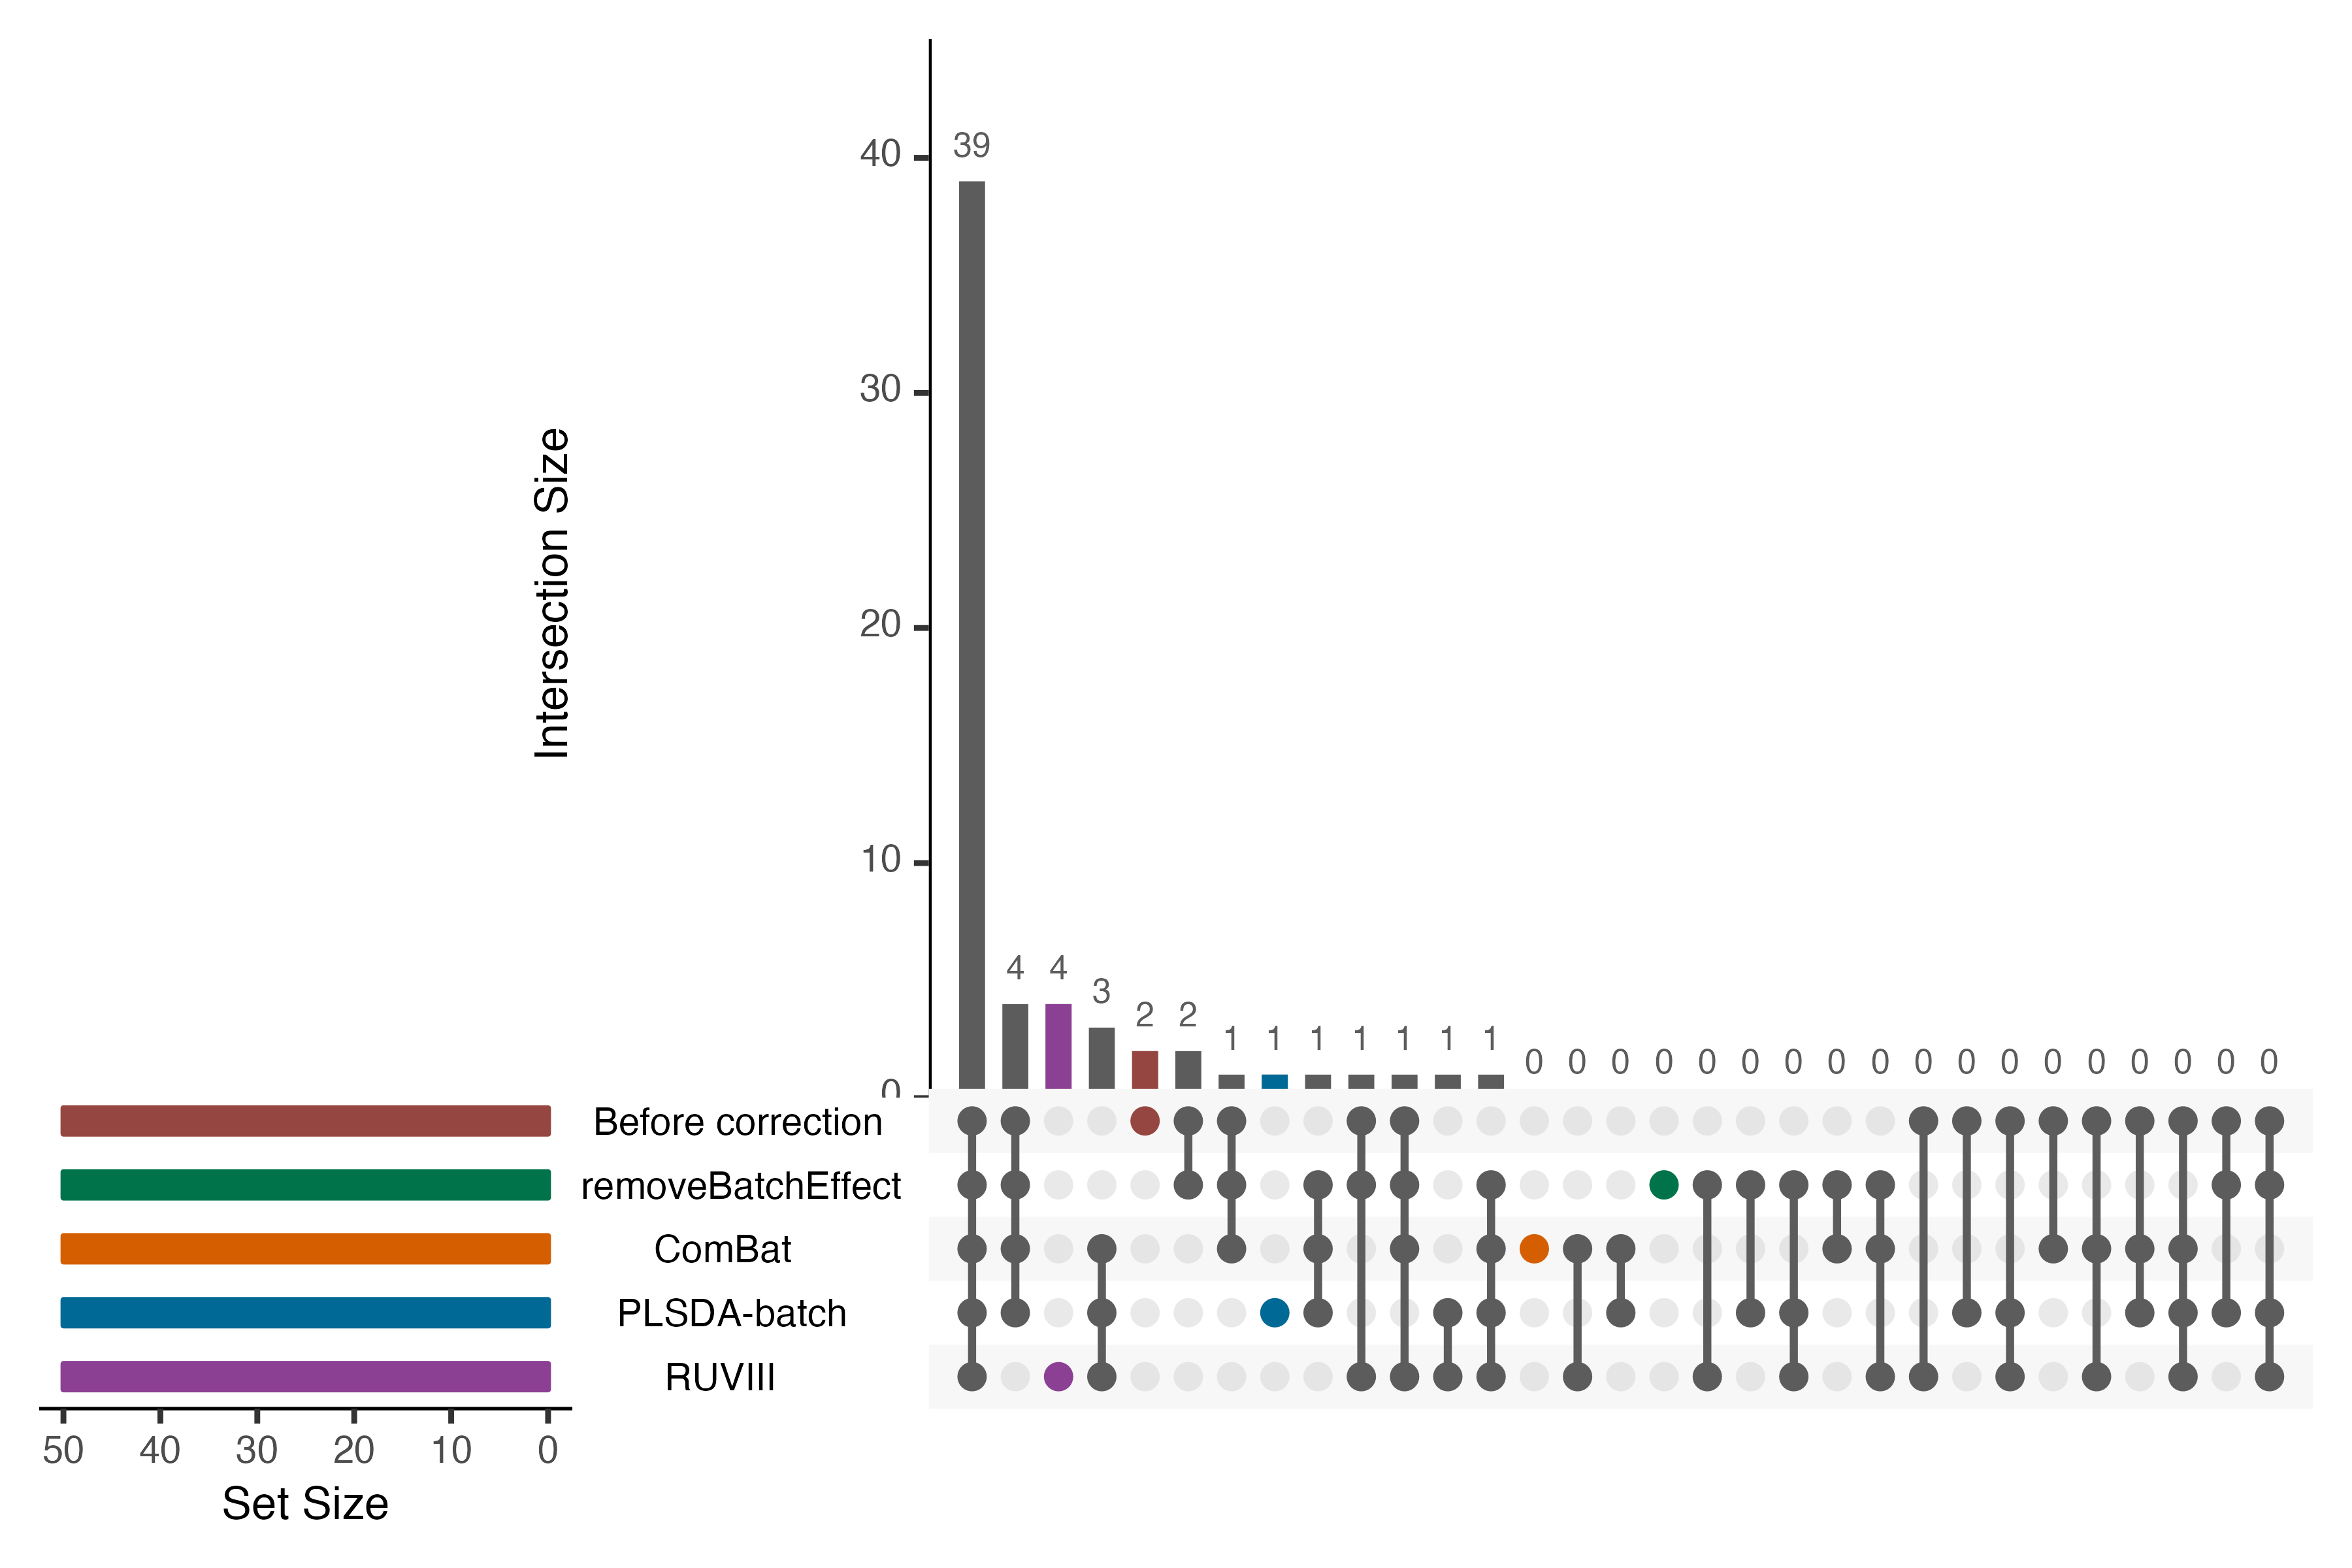 40
30
20
10
0
Intersection Size
39 4 4 3 2 2 1 1 1 1 1 1 1 0 0 0 0 0 0 0 0 0 0 0 0 0 0 0 0 0 0
Before correction
removeBatchEffect
ComBat
PLSDA-batch
RUVIII
50 40 30 20 10 0
Set Size